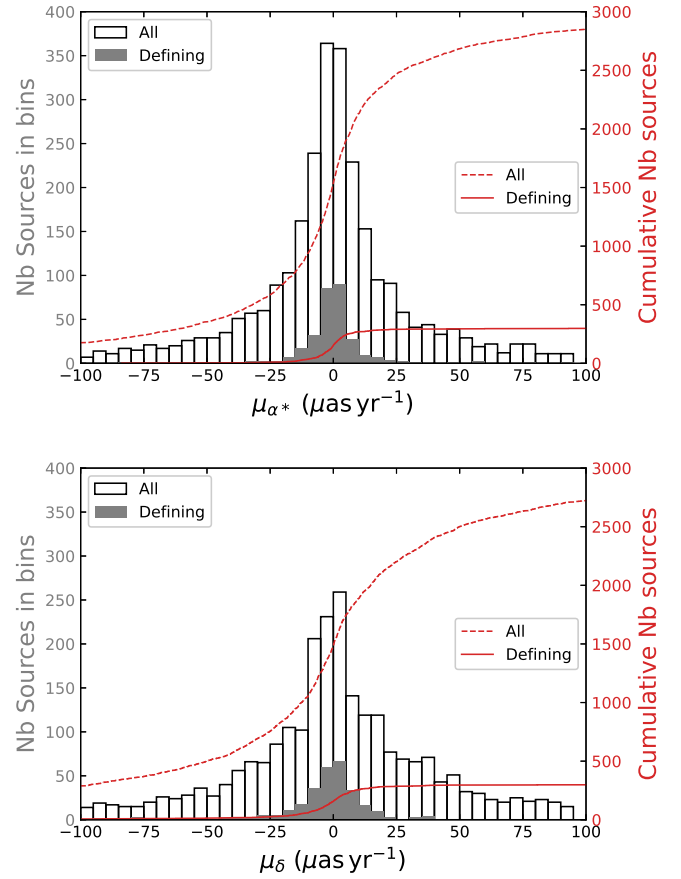 400
350
300
250
200
150
100
50
0
Nb Sources in bins
All
Defining
3000
2500
2000
1500
1000
500
0
Cumulative Nb sources
All
Defining
−100 −75 −50 −25 0 25 50 75 100
μα* (μas yr⁻¹)
400
350
300
250
200
150
100
50
0
Nb Sources in bins
All
Defining
3000
2500
2000
1500
1000
500
0
Cumulative Nb sources
All
Defining
−100 −75 −50 −25 0 25 50 75 100
μδ (μas yr⁻¹)